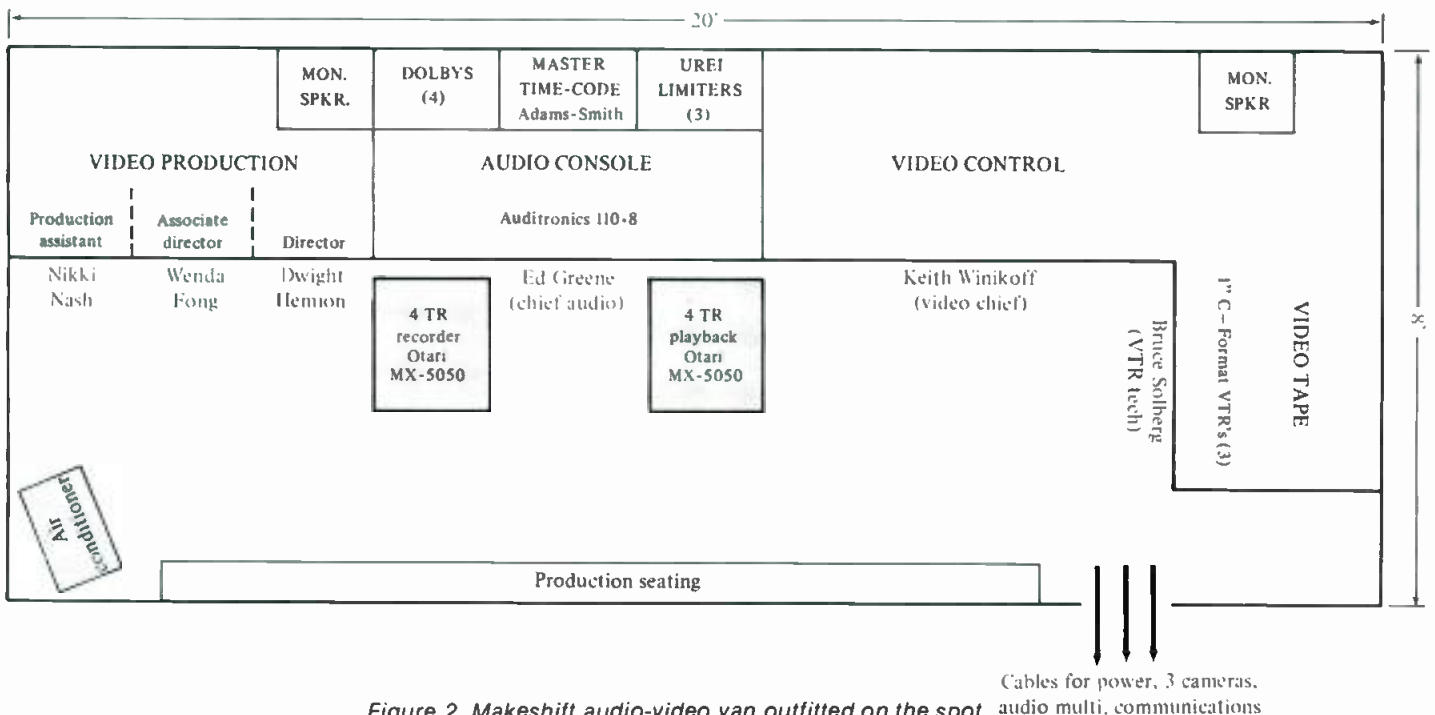 20'
MON.
SPKR.
DOLBYS
(4)
MASTER
TIME-CODE
Adams-Smith
UREI
LIMITERS
(3)
MON.
SPKR
VIDEO PRODUCTION
AUDIO CONSOLE
VIDEO CONTROL
Production
assistant
Associate
director
Director
Auditronics 110-8
Nikki
Nash
Wenda
Fong
Dwight
Hemion
4 TR
recorder
Otari
MX-5050
Ed Greene
(chief audio)
4 TR
playback
Otari
MX-5050
Keith Winikoff
(video chief)
Bruce Solberg
(VTR tech)
1" C-Format VTR's (3)
VIDEO TAPE
8'
Air
conditioner
Production seating
Cables for power, 3 cameras,
audio multi, communications
Figure 2. Makeshift audio-video van outfitted on the spot